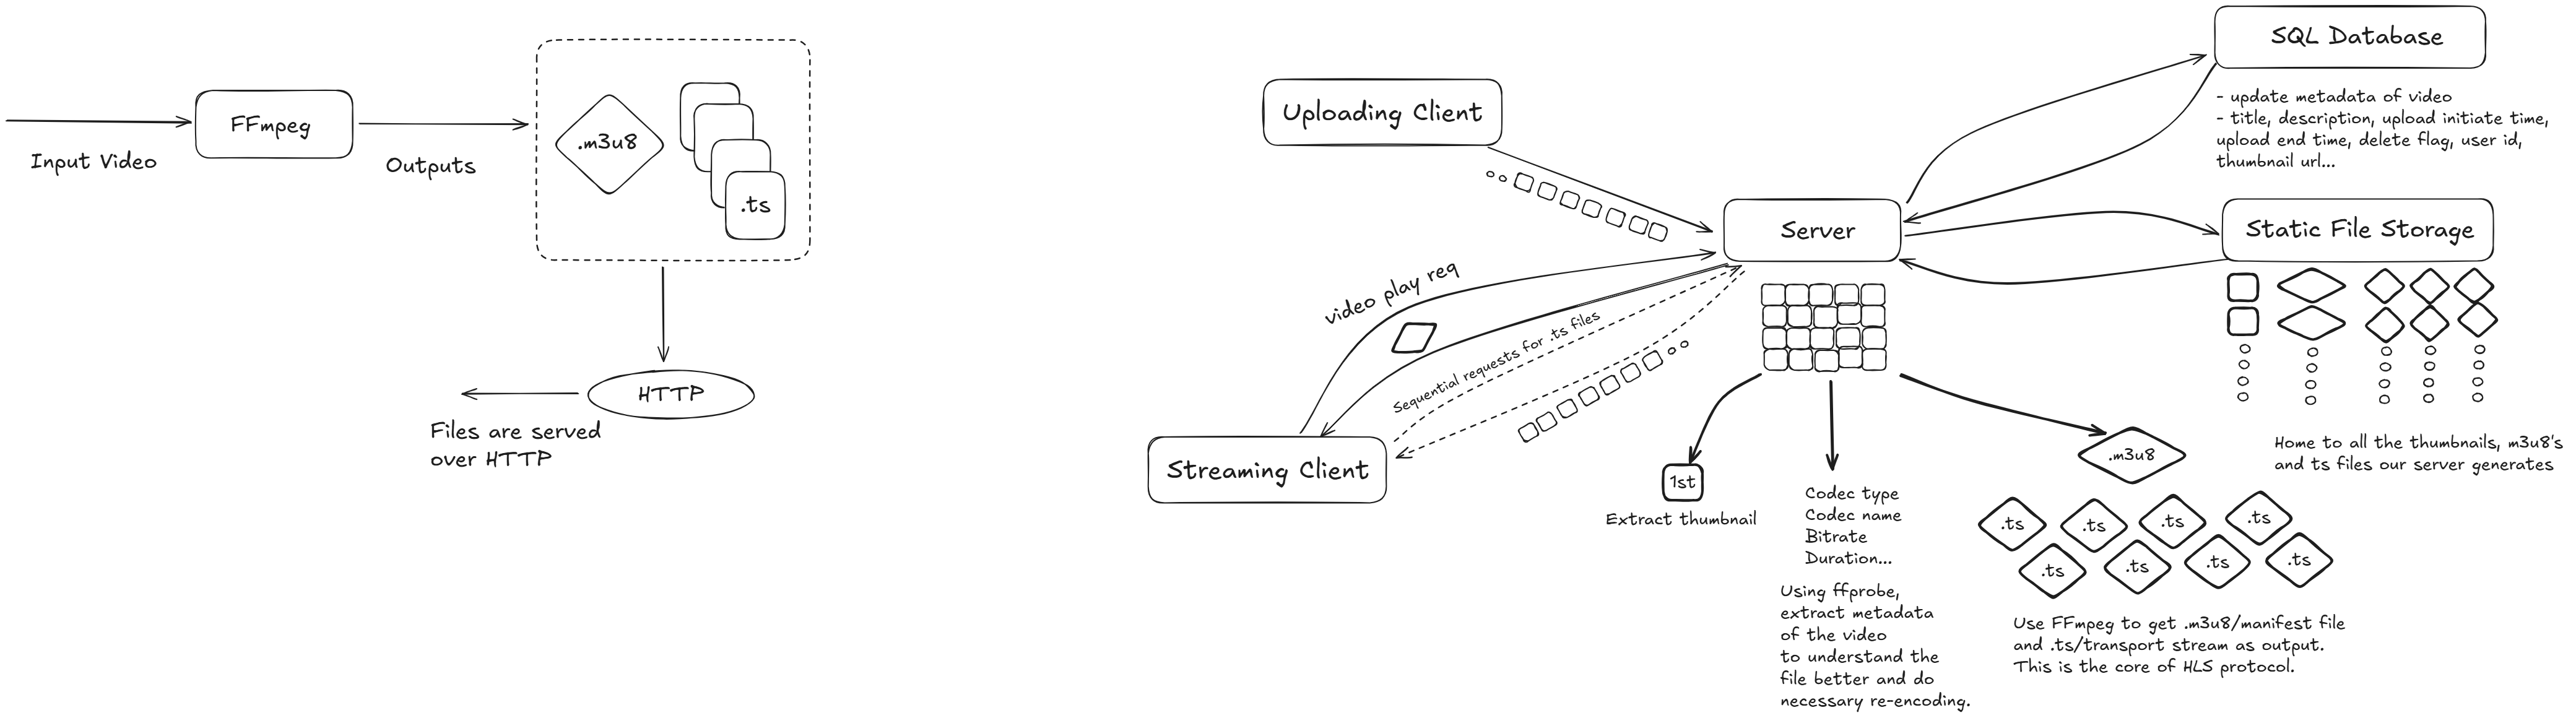 Input Video
FFmpeg
Outputs
.m3u8
.ts
HTTP
Files are served
over HTTP
Uploading Client
Server
SQL Database
- update metadata of video
- title, description, upload initiate time,
upload end time, delete flag, user id,
thumbnail url...
Static File Storage
Home to all the thumbnails, m3u8's
and ts files our server generates
video play req
Sequential requests for .ts files
Streaming Client
1st
Extract thumbnail
Codec type
Codec name
Bitrate
Duration...
Using ffprobe,
extract metadata
of the video
to understand the
file better and do
necessary re-encoding.
.m3u8
.ts
.ts
.ts
.ts
.ts
.ts
.ts
.ts
Use FFmpeg to get .m3u8/manifest file
and .ts/transport stream as output.
This is the core of HLS protocol.